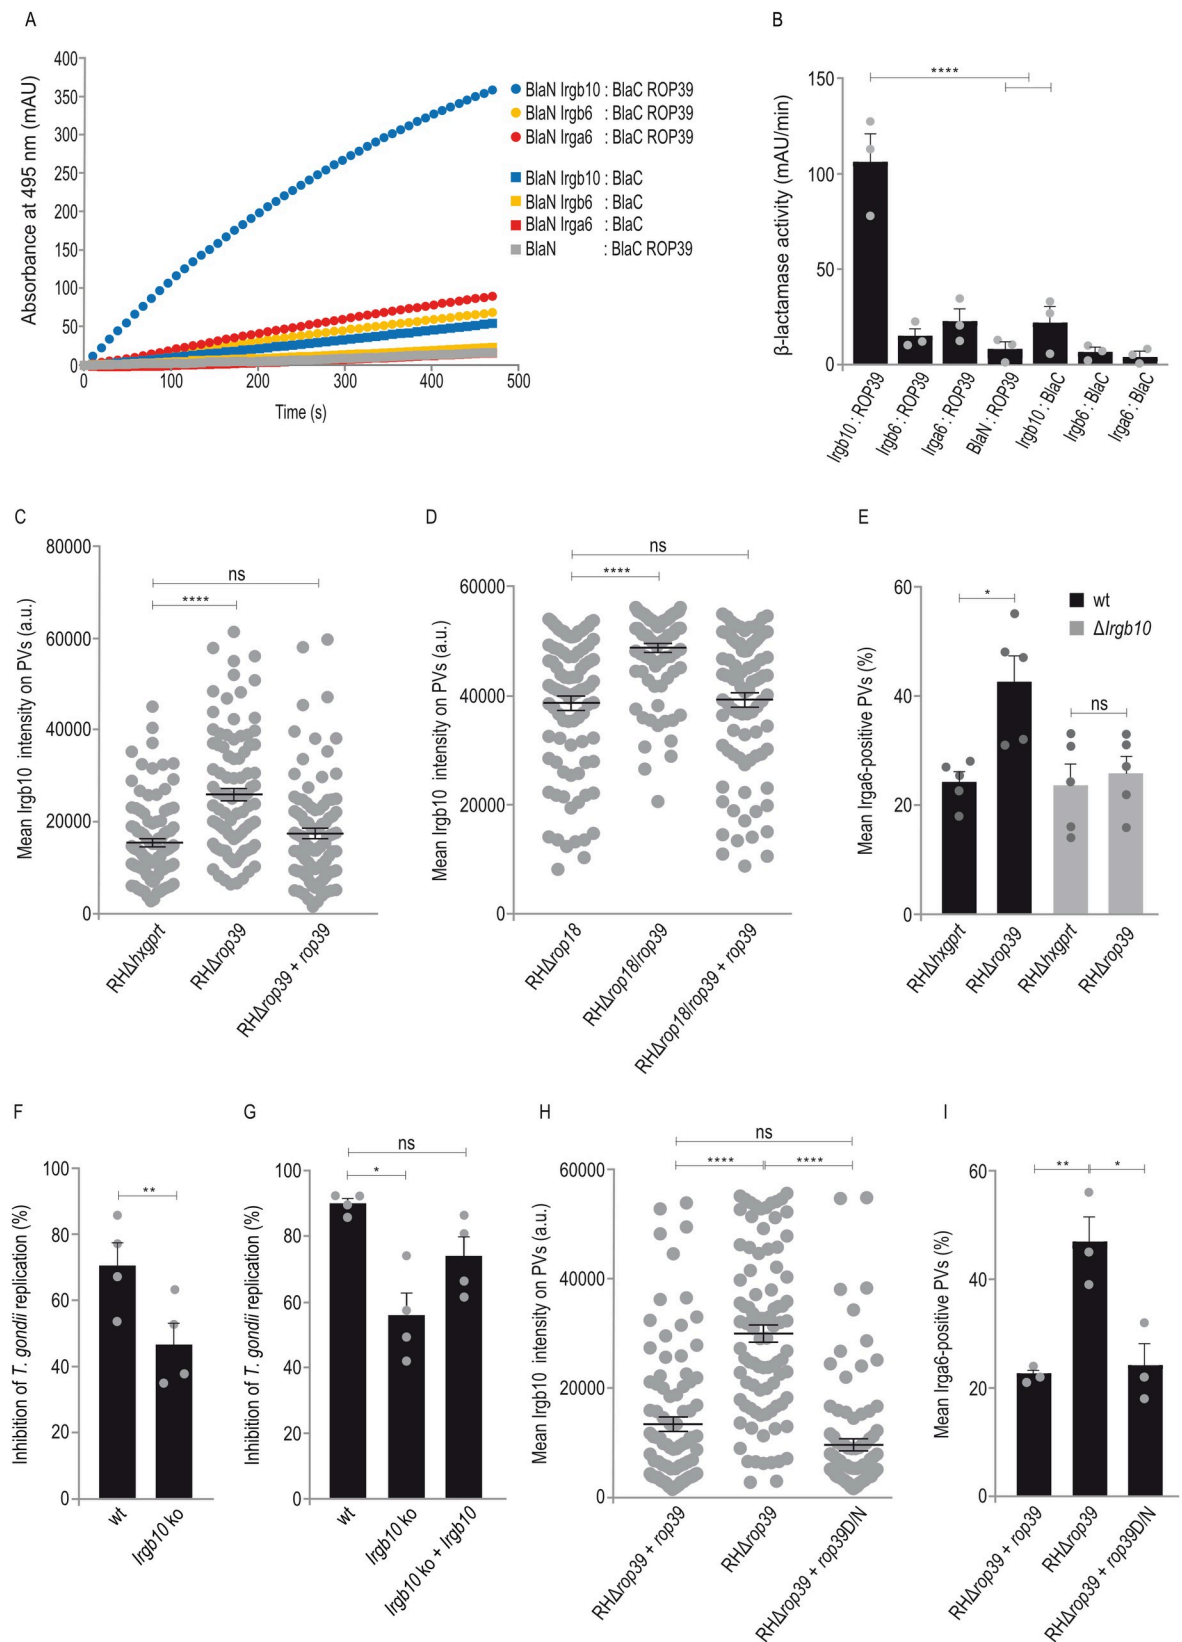 A
Absorbance at 495 nm (mAU)
400
350
300
250
200
150
100
50
0
0 100 200 300 400 500
Time (s)
BlaN Irgb10 : BlaC ROP39
BlaN Irgb6 : BlaC ROP39
BlaN Irga6 : BlaC ROP39
BlaN Irgb10 : BlaC
BlaN Irgb6 : BlaC
BlaN Irga6 : BlaC
BlaN : BlaC ROP39
B
β-lactamase activity (mAU/min)
150
100
50
0
****
Irgb10 : ROP39
Irgb6 : ROP39
Irga6 : ROP39
BlaN : ROP39
Irgb10 : BlaC
Irgb6 : BlaC
Irga6 : BlaC
C
Mean Irgb10 intensity on PVs (a.u.)
80000
60000
40000
20000
0
ns
****
RHΔhxgprt
RHΔrop39
RHΔrop39 + rop39
D
Mean Irgb10 intensity on PVs (a.u.)
60000
40000
20000
0
ns
****
RHΔrop18
RHΔrop18/rop39
RHΔrop18/rop39 + rop39
E
Mean Irga6-positive PVs (%)
60
40
20
0
*
ns
wt
ΔIrgb10
RHΔhxgprt
RHΔrop39
RHΔhxgprt
RHΔrop39
F
Inhibition of T. gondii replication (%)
100
80
60
40
20
0
**
wt
Irgb10 ko
G
Inhibition of T. gondii replication (%)
100
80
60
40
20
0
ns
*
wt
Irgb10 ko
Irgb10 ko + Irgb10
H
Mean Irgb10 intensity on PVs (a.u.)
60000
40000
20000
0
ns
**** ****
RHΔrop39 + rop39
RHΔrop39
RHΔrop39 + rop39D/N
I
Mean Irga6-positive PVs (%)
60
40
20
0
** *
RHΔrop39 + rop39
RHΔrop39
RHΔrop39 + rop39D/N